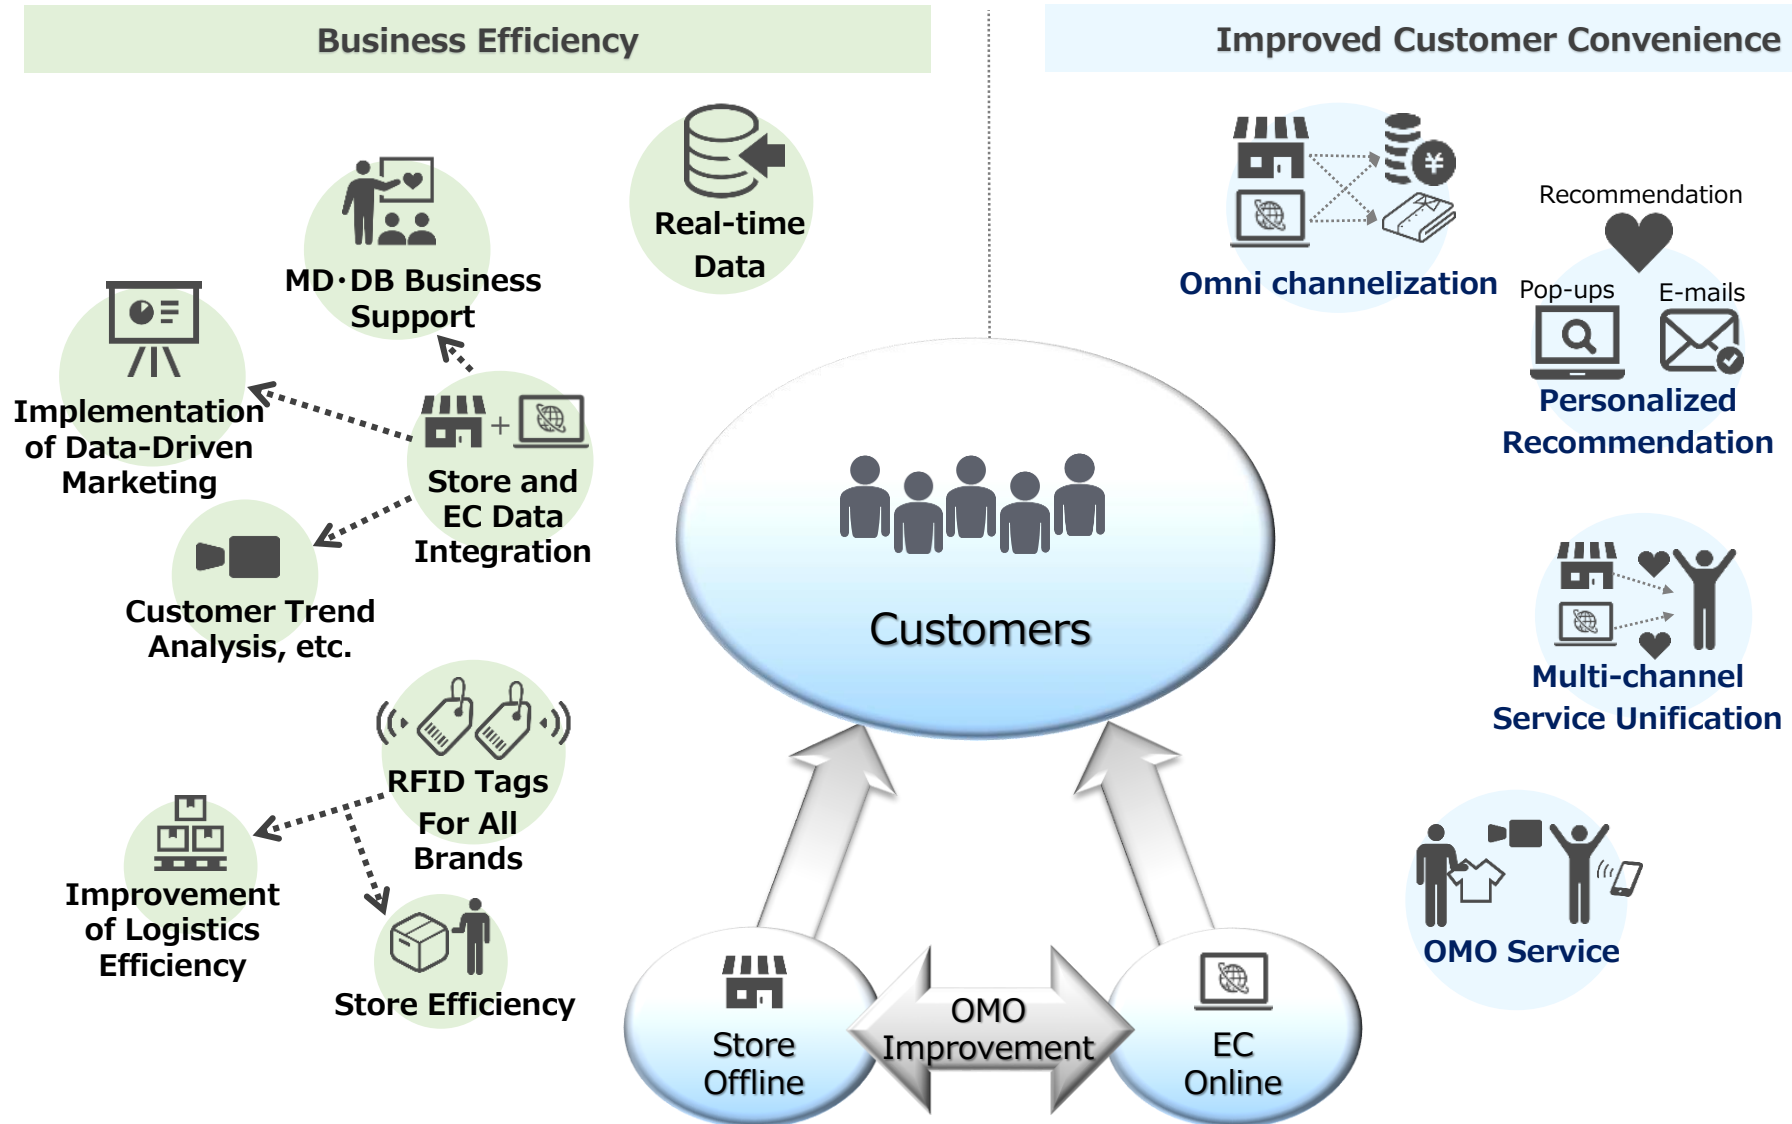 Business Efficiency
Improved Customer Convenience
Real-time
Data
MD･DB Business
Support
Implementation
of Data-Driven
Marketing
+
Store and
EC Data
Integration
Customer Trend
Analysis, etc.
RFID Tags
For All
Brands
Improvement
of Logistics
Efficiency
Store Efficiency
Customers
Store
Offline
OMO
Improvement
EC
Online
¥
Omni channelization
Recommendation
Pop-ups
E-mails
Personalized
Recommendation
Multi-channel
Service Unification
OMO Service